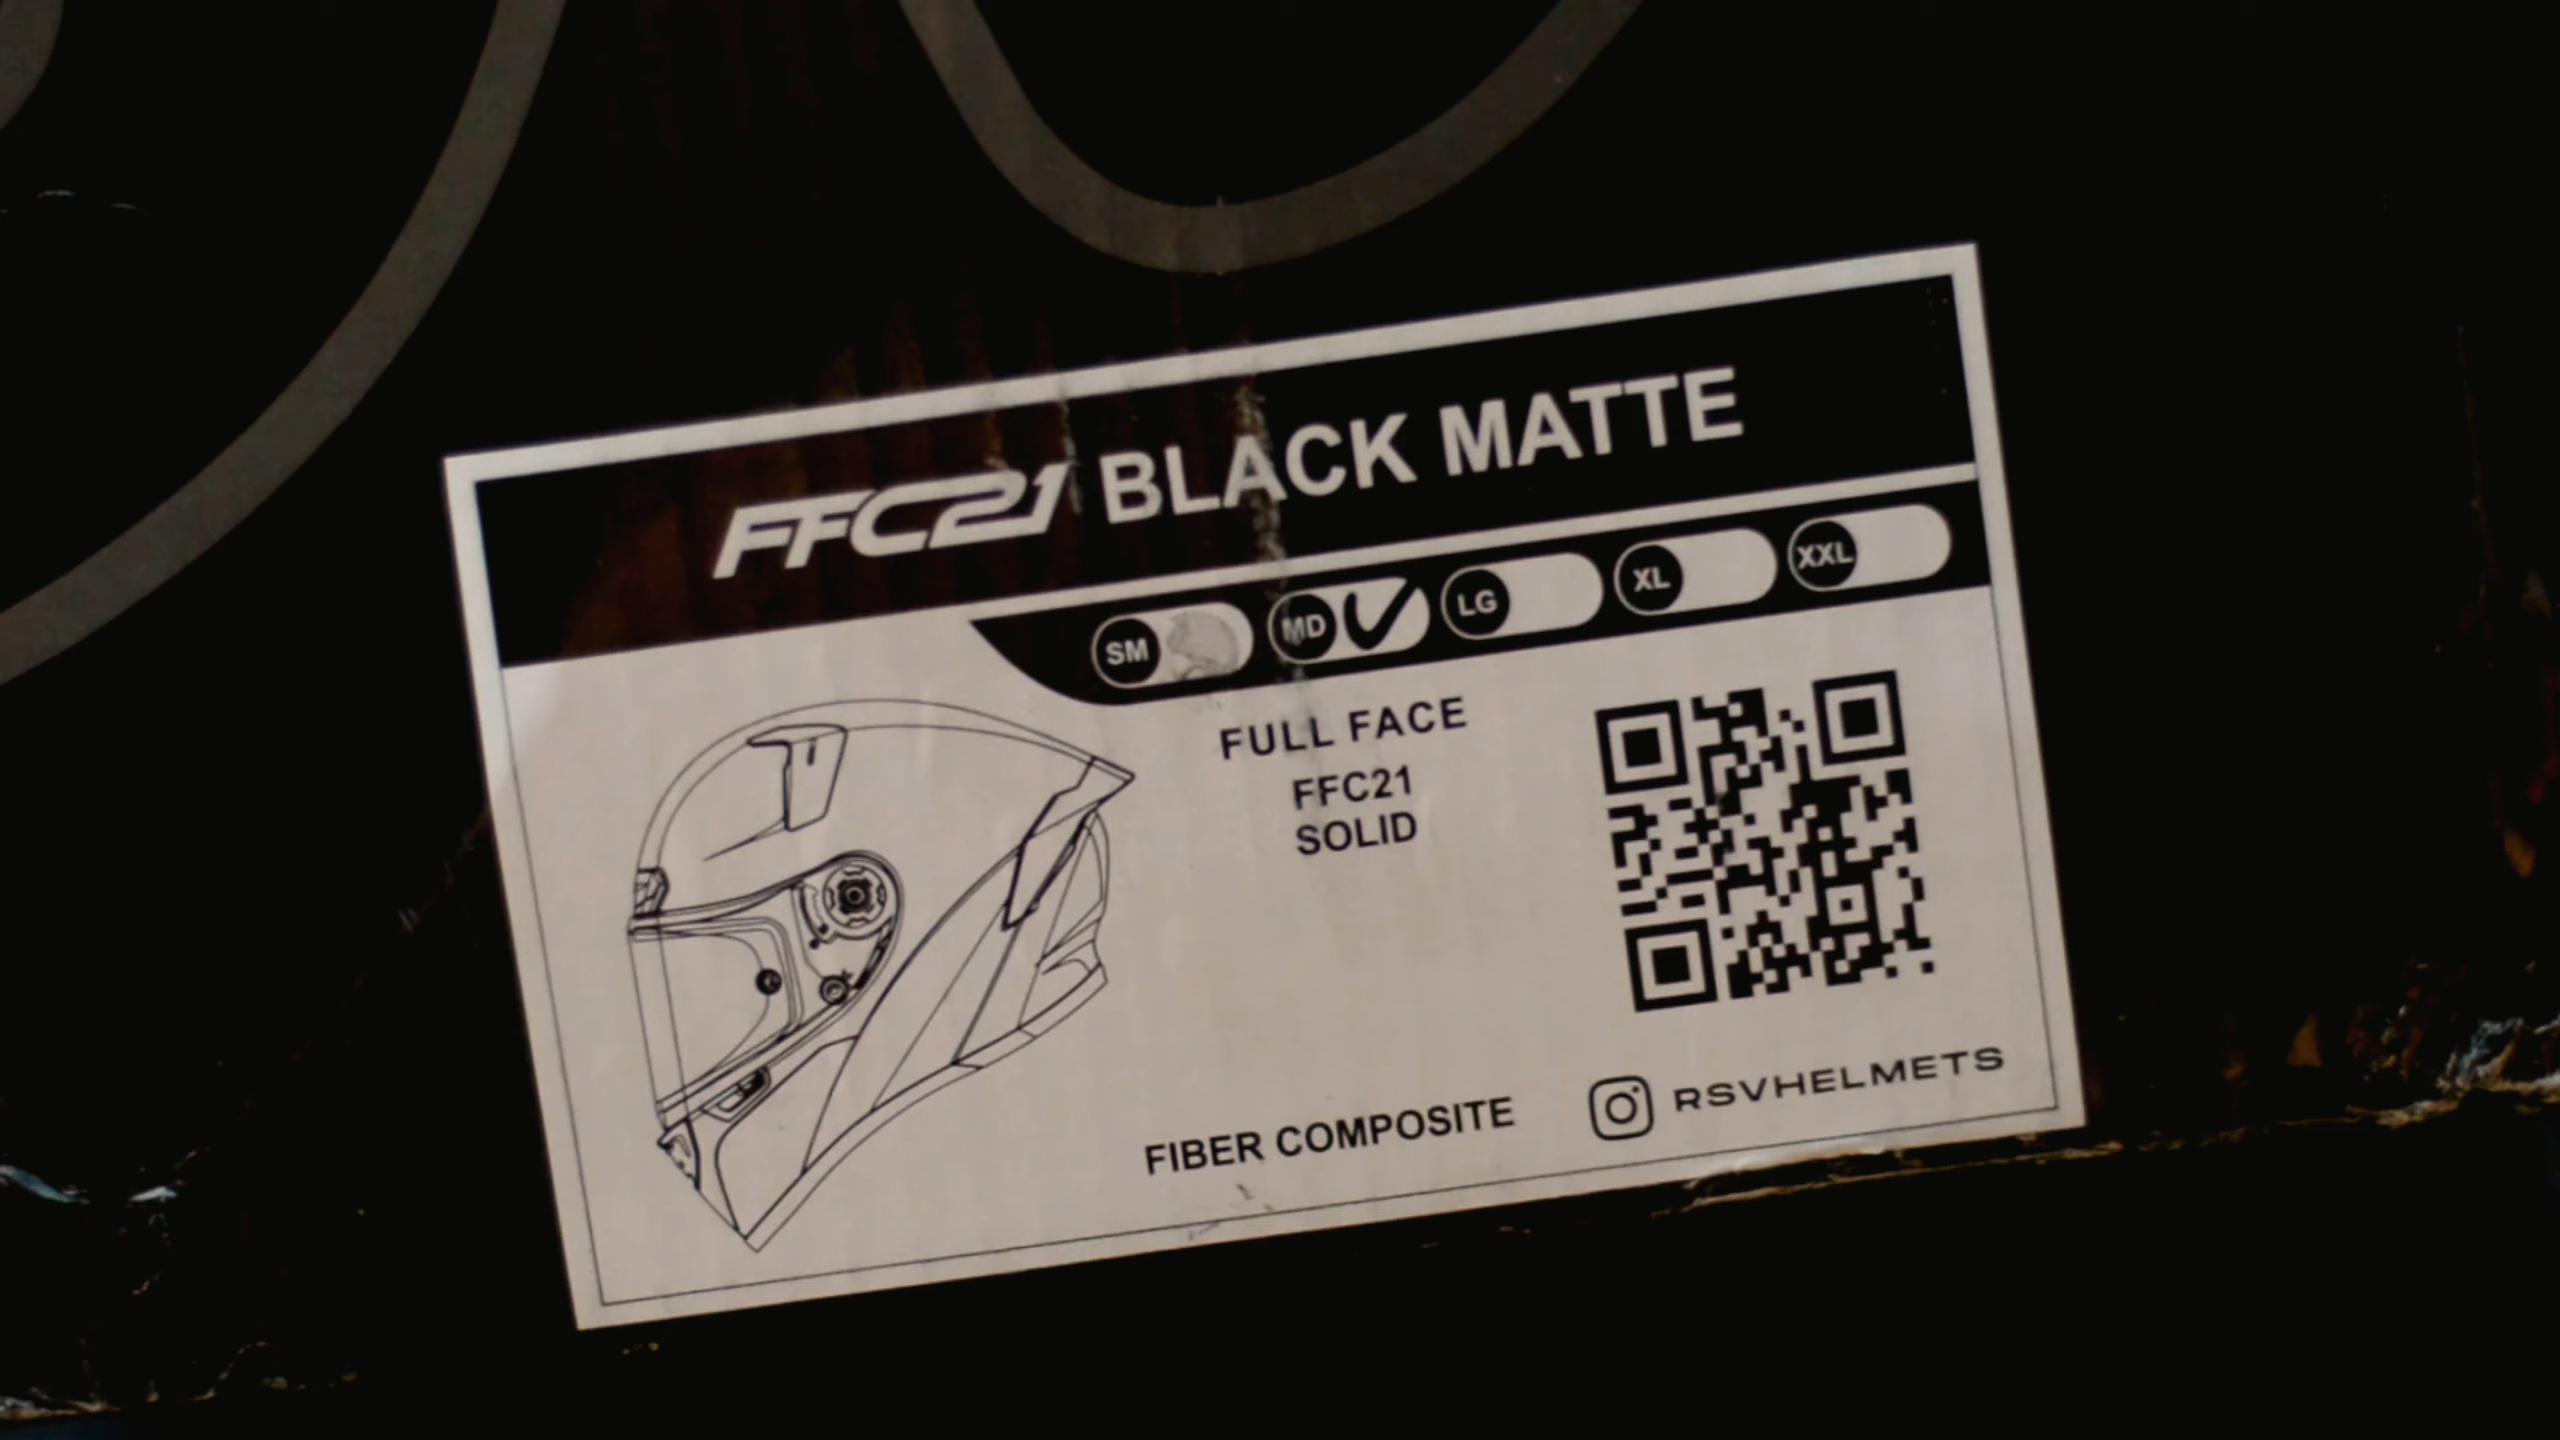 FFC21 BLACK MATTE
SM MD LG XL XXL
FULL FACE
FFC21
SOLID
FIBER COMPOSITE
RSVHELMETS